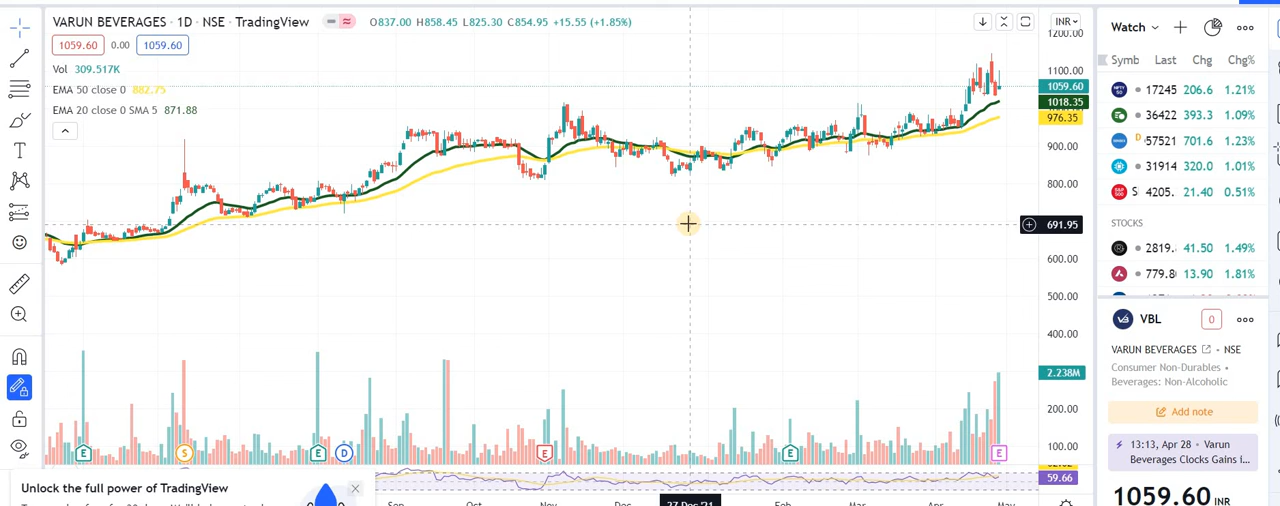 VARUN BEVERAGES · 1D · NSE · TradingView O837.00 H858.45 L825.30 C854.95 +15.55 (+1.85%)
1059.60 0.00 1059.60
Vol 309.517K
EMA 50 close 0 882.75
EMA 20 close 0 SMA 5 871.88
INR
1200.00
1100.00
1059.60
1018.35
976.35
900.00
800.00
691.95
600.00
500.00
400.00
2.238M
200.00
100.00
59.66
E S E D E E E
Sep Oct Nov Dec 27 Dec '21 Feb Mar Apr May
Unlock the full power of TradingView
Watch
Symb Last Chg Chg%
17245 206.6 1.21%
36422 393.3 1.09%
D 57521 701.6 1.23%
31914 320.0 1.01%
S 4205. 21.40 0.51%
STOCKS
2819. 41.50 1.49%
779.8 13.90 1.81%
VBL 0
VARUN BEVERAGES · NSE
Consumer Non-Durables •
Beverages: Non-Alcoholic
Add note
13:13, Apr 28 • Varun
Beverages Clocks Gains i...
1059.60 INR